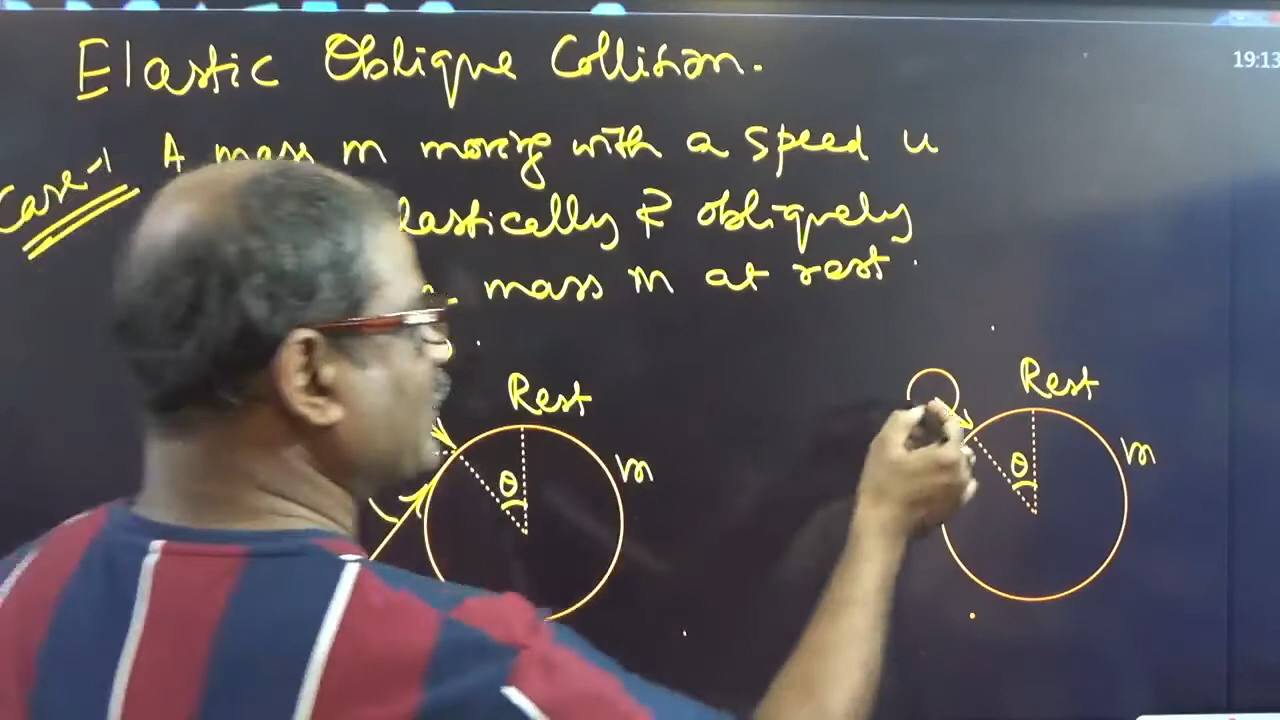 Elastic Oblique Collision.
Case-1 A mass m moving with a speed u
lastically & obliquely
mass m at rest
Rest
Rest
m
m
θ
θ
19:13